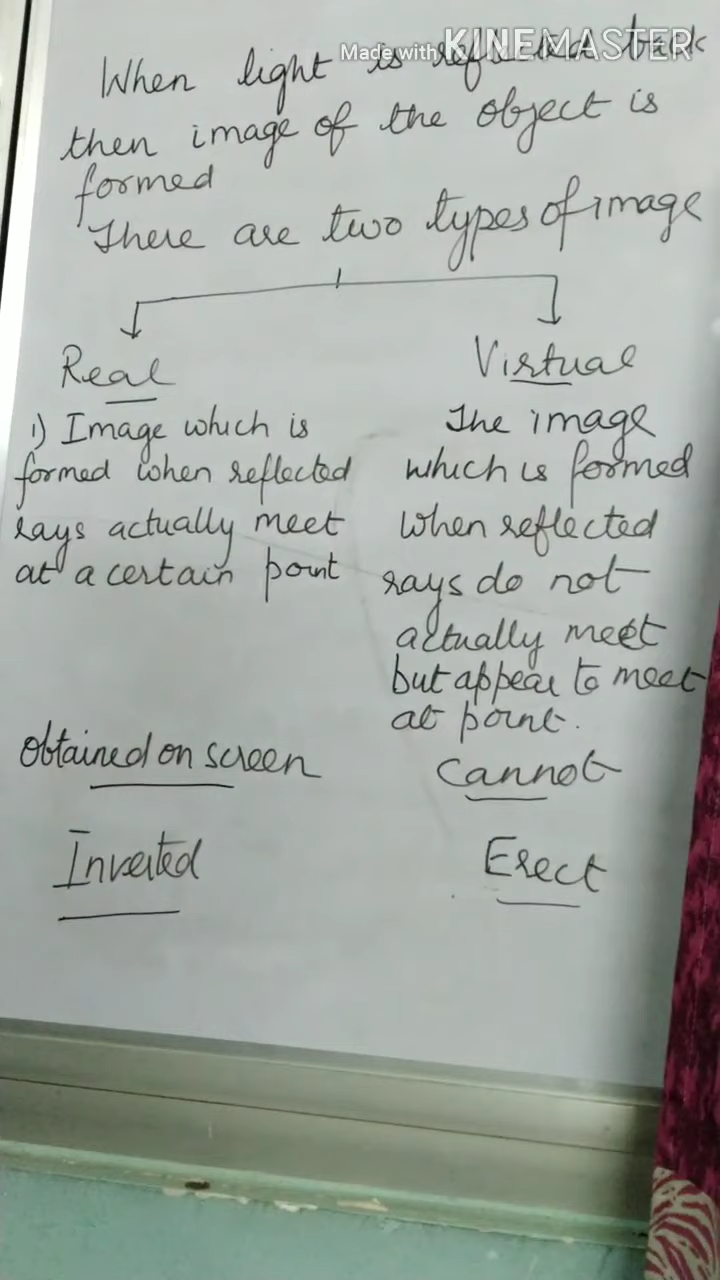 Made with KINEMASTER
When light is reflected back
then image of the object is
formed
There are two types of image
Real
Virtual
1) Image which is
formed when reflected
rays actually meet
at a certain point
The image
which is formed
when reflected
rays do not
actually meet
but appear to meet
at point.
Obtained on screen
Cannot
Inverted
Erect